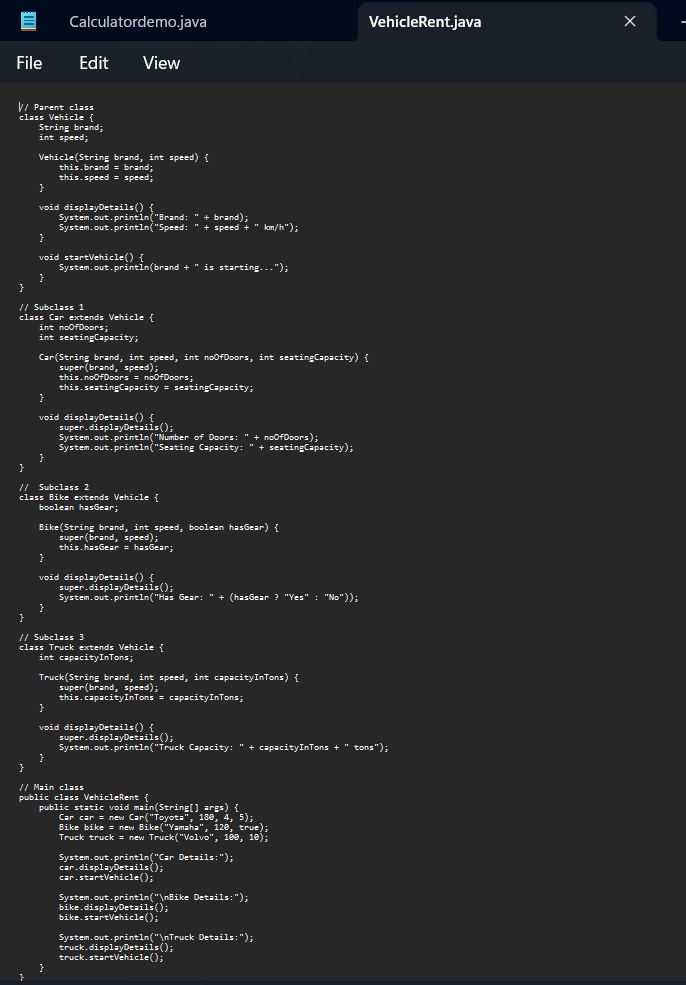 Calculatordemo.java
VehicleRent.java
File Edit View
// Parent class
class Vehicle {
    String brand;
    int speed;

    Vehicle(String brand, int speed) {
        this.brand = brand;
        this.speed = speed;
    }

    void displayDetails() {
        System.out.println("Brand: " + brand);
        System.out.println("Speed: " + speed + " km/h");
    }

    void startVehicle() {
        System.out.println(brand + " is starting...");
    }
}

// Subclass 1
class Car extends Vehicle {
    int noOfDoors;
    int seatingCapacity;

    Car(String brand, int speed, int noOfDoors, int seatingCapacity) {
        super(brand, speed);
        this.noOfDoors = noOfDoors;
        this.seatingCapacity = seatingCapacity;
    }

    void displayDetails() {
        super.displayDetails();
        System.out.println("Number of Doors: " + noOfDoors);
        System.out.println("Seating Capacity: " + seatingCapacity);
    }
}

//  Subclass 2
class Bike extends Vehicle {
    boolean hasGear;

    Bike(String brand, int speed, boolean hasGear) {
        super(brand, speed);
        this.hasGear = hasGear;
    }

    void displayDetails() {
        super.displayDetails();
        System.out.println("Has Gear: " + (hasGear ? "Yes" : "No"));
    }
}

// Subclass 3
class Truck extends Vehicle {
    int capacityInTons;

    Truck(String brand, int speed, int capacityInTons) {
        super(brand, speed);
        this.capacityInTons = capacityInTons;
    }

    void displayDetails() {
        super.displayDetails();
        System.out.println("Truck Capacity: " + capacityInTons + " tons");
    }
}

// Main class
public class VehicleRent {
    public static void main(String[] args) {
        Car car = new Car("Toyota", 180, 4, 5);
        Bike bike = new Bike("Yamaha", 120, true);
        Truck truck = new Truck("Volvo", 100, 10);

        System.out.println("Car Details:");
        car.displayDetails();
        car.startVehicle();

        System.out.println("\nBike Details:");
        bike.displayDetails();
        bike.startVehicle();

        System.out.println("\nTruck Details:");
        truck.displayDetails();
        truck.startVehicle();
    }
}